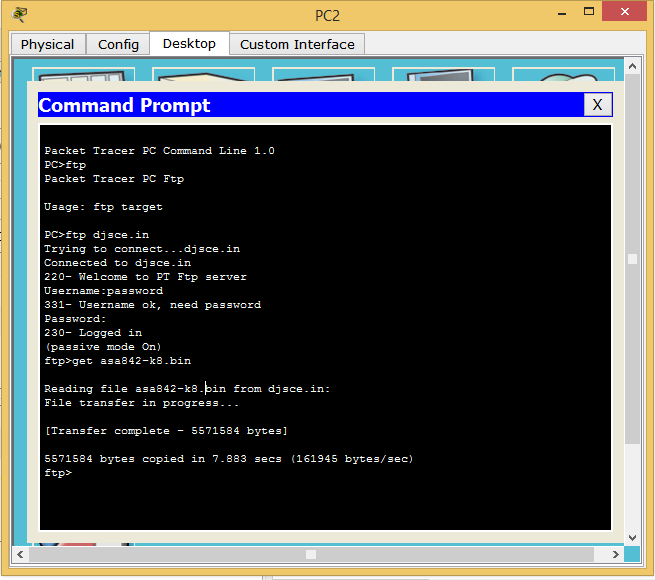 PC2
Physical
Config
Desktop
Custom Interface
Command Prompt
X
Packet Tracer PC Command Line 1.0
PC>ftp
Packet Tracer PC Ftp
Usage: ftp target
PC>ftp djsce.in
Trying to connect...djsce.in
Connected to djsce.in
220- Welcome to PT Ftp server
Username:password
331- Username ok, need password
Password:
230- Logged in
(passive mode On)
ftp>get asa842-k8.bin
Reading file asa842-k8.bin from djsce.in:
File transfer in progress...
[Transfer complete - 5571584 bytes]
5571584 bytes copied in 7.883 secs (161945 bytes/sec)
ftp>